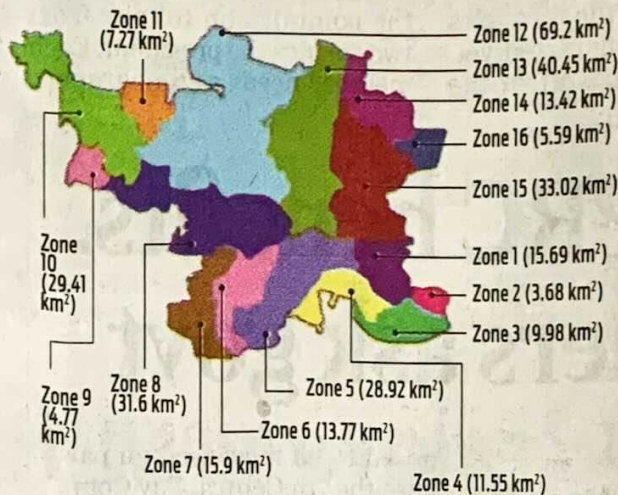 Zone 11
(7.27 km²)
Zone 12 (69.2 km²)
Zone 13 (40.45 km²)
Zone 14 (13.42 km²)
Zone 16 (5.59 km²)
Zone 15 (33.02 km²)
Zone
10
(29.41
km²)
Zone 1 (15.69 km²)
Zone 2 (3.68 km²)
Zone 3 (9.98 km²)
Zone 9
(4.77
km²)
Zone 8
(31.6 km²)
Zone 5 (28.92 km²)
Zone 6 (13.77 km²)
Zone 7 (15.9 km²)
Zone 4 (11.55 km²)